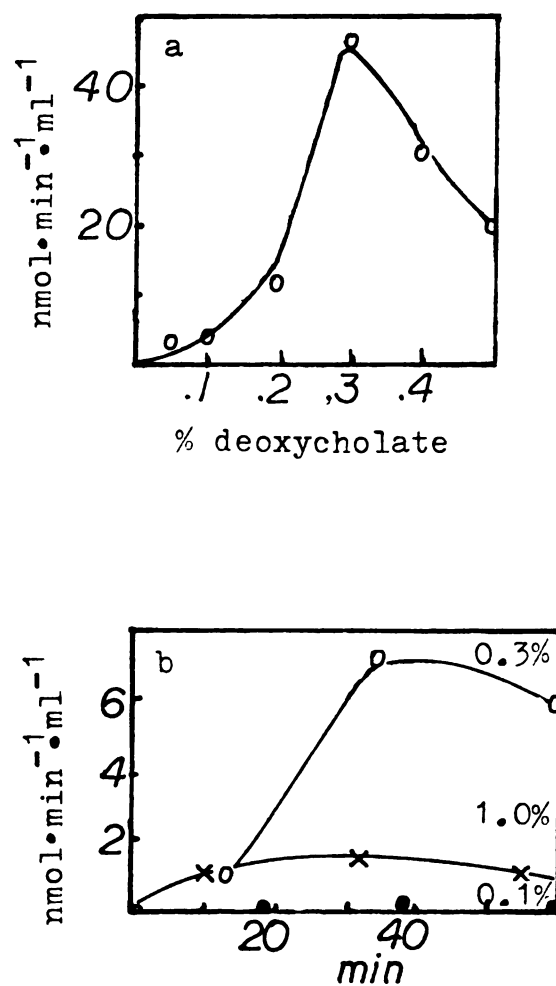 a
nmol•min⁻¹•ml⁻¹
40
20
.1 .2 ,3 .4
% deoxycholate
b
nmol•min⁻¹•ml⁻¹
6
4
2
0.3%
1.0%
0.1%
20 40
min